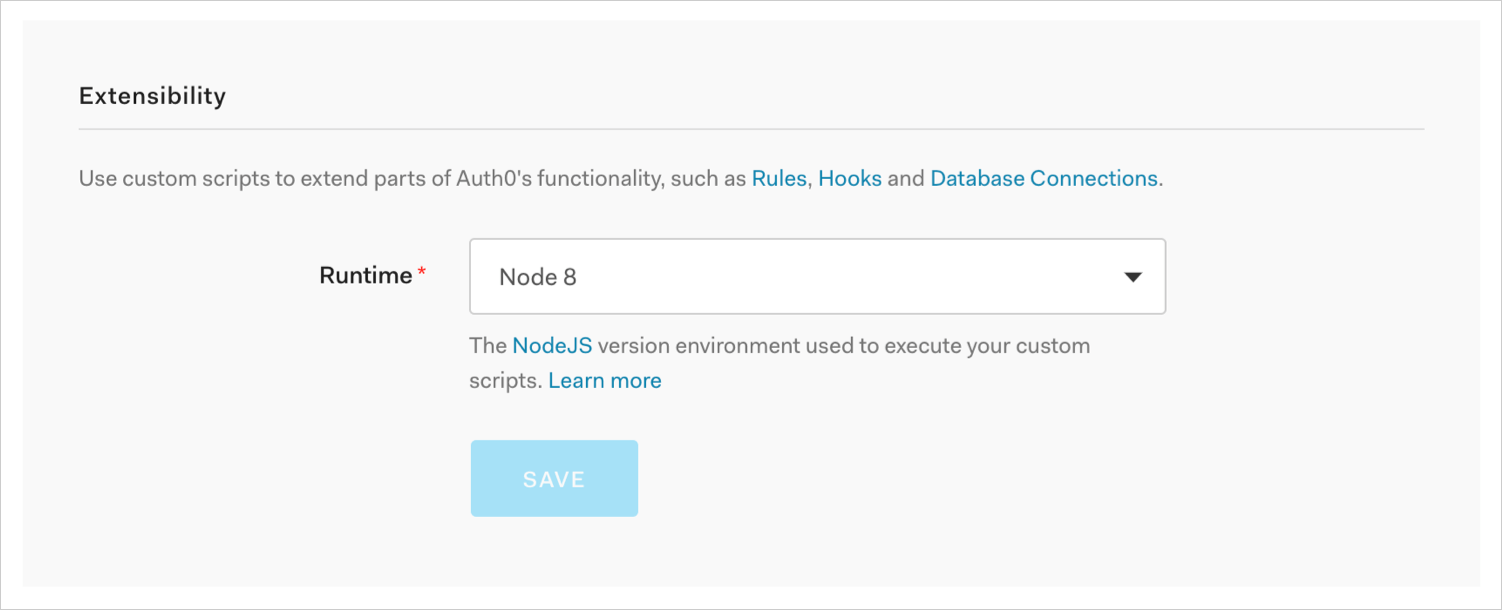 Extensibility
Use custom scripts to extend parts of Auth0's functionality, such as Rules, Hooks and Database Connections.
Runtime *
Node 8
The NodeJS version environment used to execute your custom
scripts. Learn more
SAVE